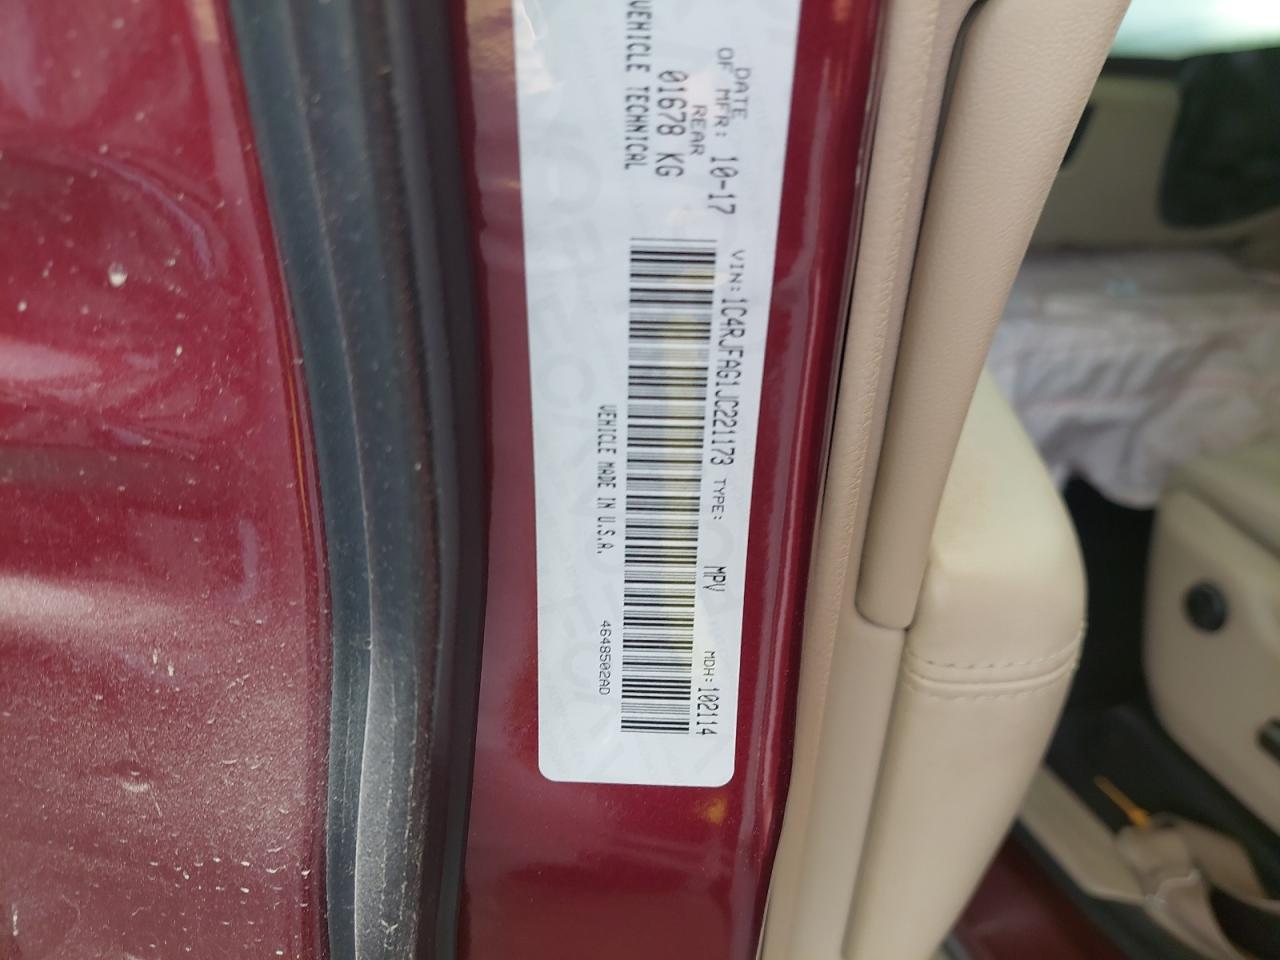 DATE
OF MFR: 10-17
REAR
01678 KG
VEHICLE TECHNICAL
VIN: 1C4RJFAG1JC221173 TYPE: MPV MDH: 102114
VEHICLE MADE IN U.S.A. 4648502AD